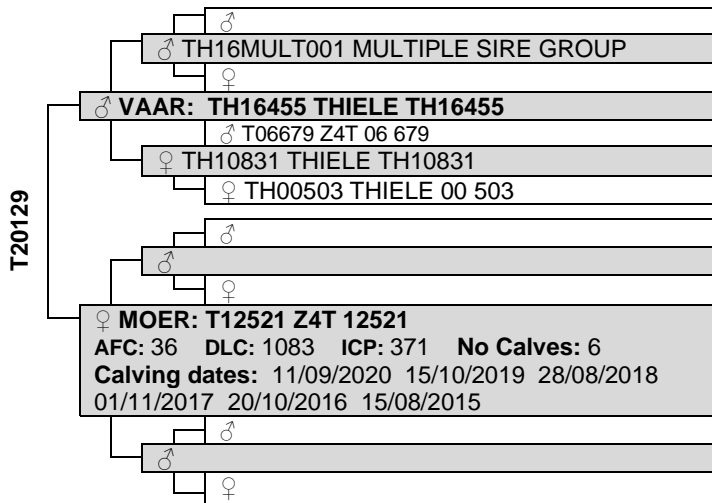 ♂
♂ TH16MULT001 MULTIPLE SIRE GROUP
♀
♂ VAAR: TH16455 THIELE TH16455
♂ T06679 Z4T 06 679
♀ TH10831 THIELE TH10831
♀ TH00503 THIELE 00 503
T20129
♂
♂
♀
♀ MOER: T12521 Z4T 12521
AFC: 36 DLC: 1083 ICP: 371 No Calves: 6
Calving dates: 11/09/2020 15/10/2019 28/08/2018
01/11/2017 20/10/2016 15/08/2015
♂
♂
♀